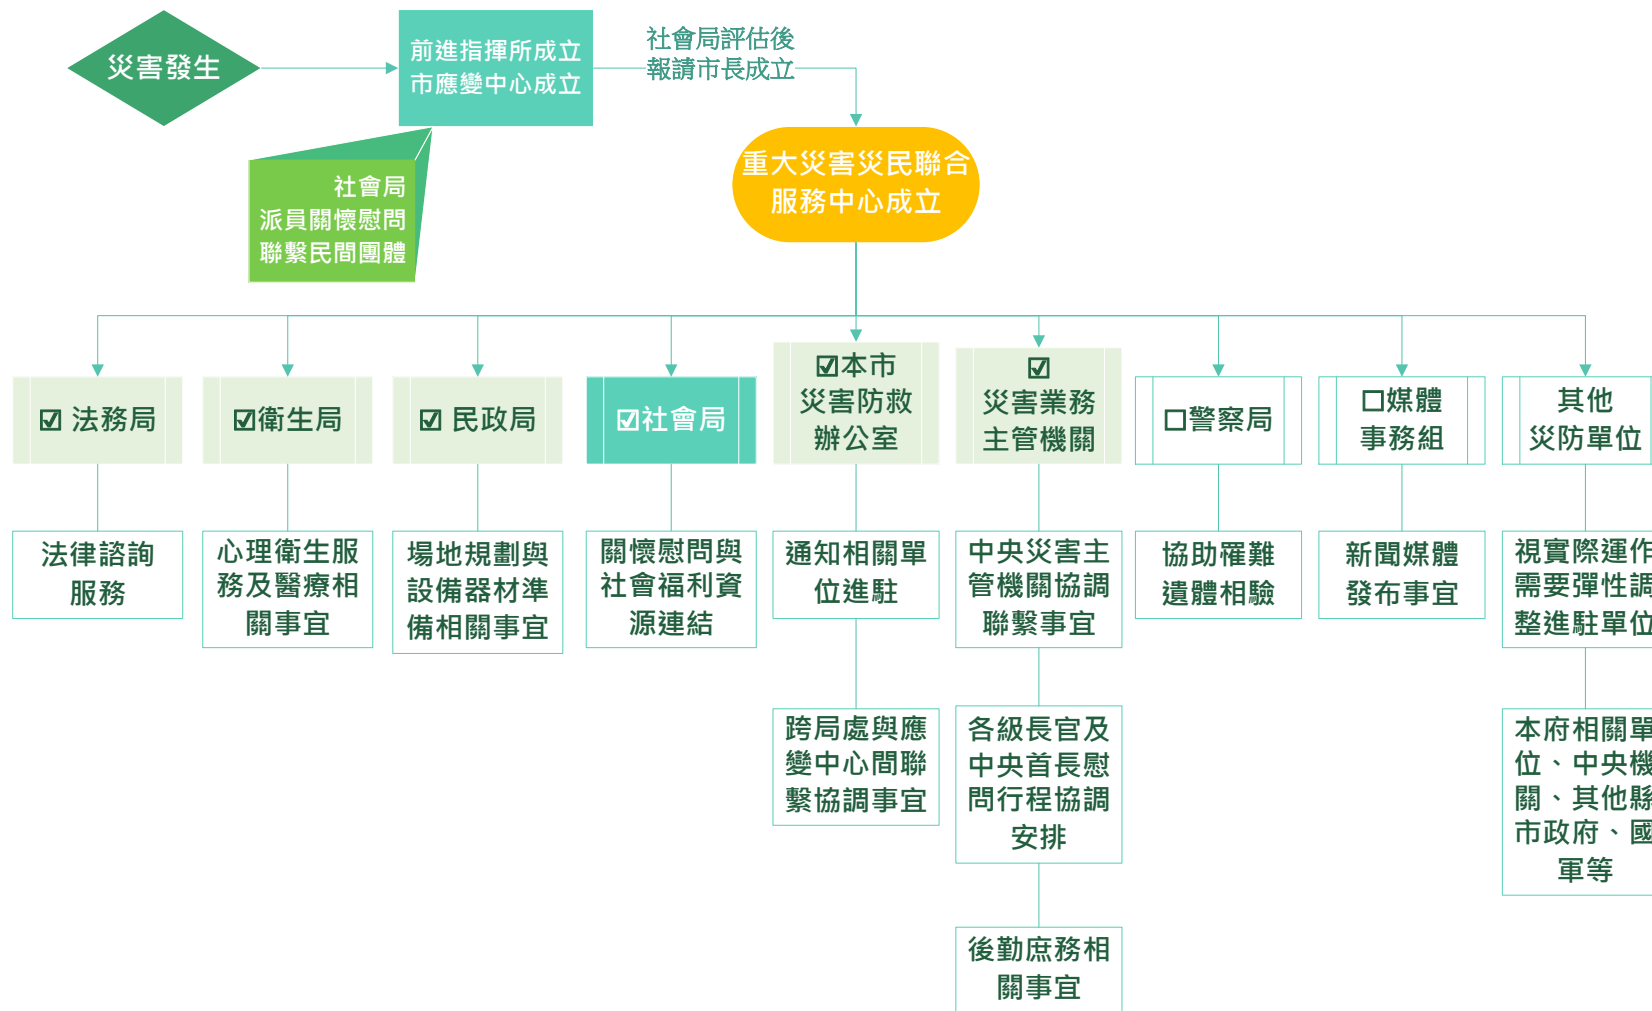 災害發生
前進指揮所成立
市應變中心成立
社會局評估後
報請市長成立
社會局
派員關懷慰問
聯繫民間團體
重大災害災民聯合
服務中心成立
☑ 法務局
☑衛生局
☑ 民政局
☑社會局
☑本市
災害防救
辦公室
☑
災害業務
主管機關
☐警察局
☐媒體
事務組
其他
災防單位
法律諮詢
服務
心理衛生服
務及醫療相
關事宜
場地規劃與
設備器材準
備相關事宜
關懷慰問與
社會福利資
源連結
通知相關單
位進駐
中央災害主
管機關協調
聯繫事宜
協助罹難
遺體相驗
新聞媒體
發布事宜
視實際運作
需要彈性調
整進駐單位
跨局處與應
變中心間聯
繫協調事宜
各級長官及
中央首長慰
問行程協調
安排
本府相關單
位、中央機
關、其他縣
市政府、國
軍等
後勤庶務相
關事宜